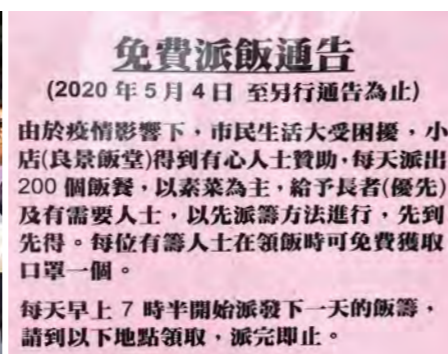 免費派飯通告
(2020 年 5 月 4 日 至另行通告為止)
由於疫情影響下，市民生活大受困擾，小
店(良景飯堂)得到有心人士贊助，每天派出
200 個飯餐，以素菜為主，給予長者(優先)
及有需要人士，以先派籌方法進行，先到
先得。每位有籌人士在領飯時可免費獲取
口罩一個。
每天早上 7 時半開始派發下一天的飯籌，
請到以下地點領取，派完即止。